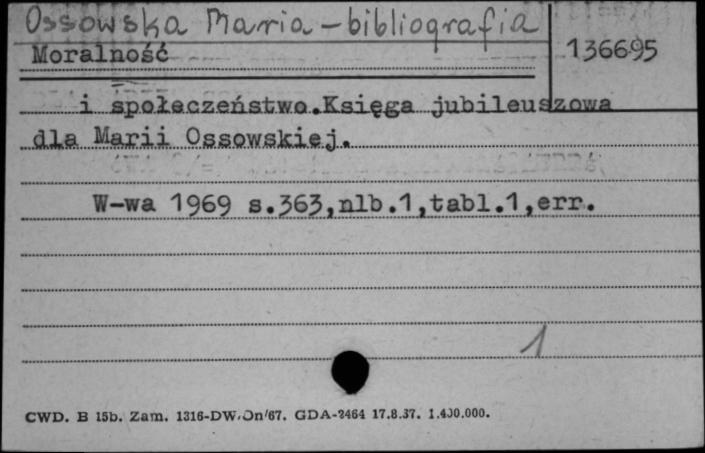 Ossowska Maria – bibliografia
Moralność
136695
i społeczeństwo.Księga jubileuszowa
dla Marii Ossowskiej.
W-wa 1969 s.363,nlb.1,tabl.1,err.
1
CWD. B 15b. Zam. 1316-DW/Dn/67. GDA-2464 17.8.37. 1.400.000.